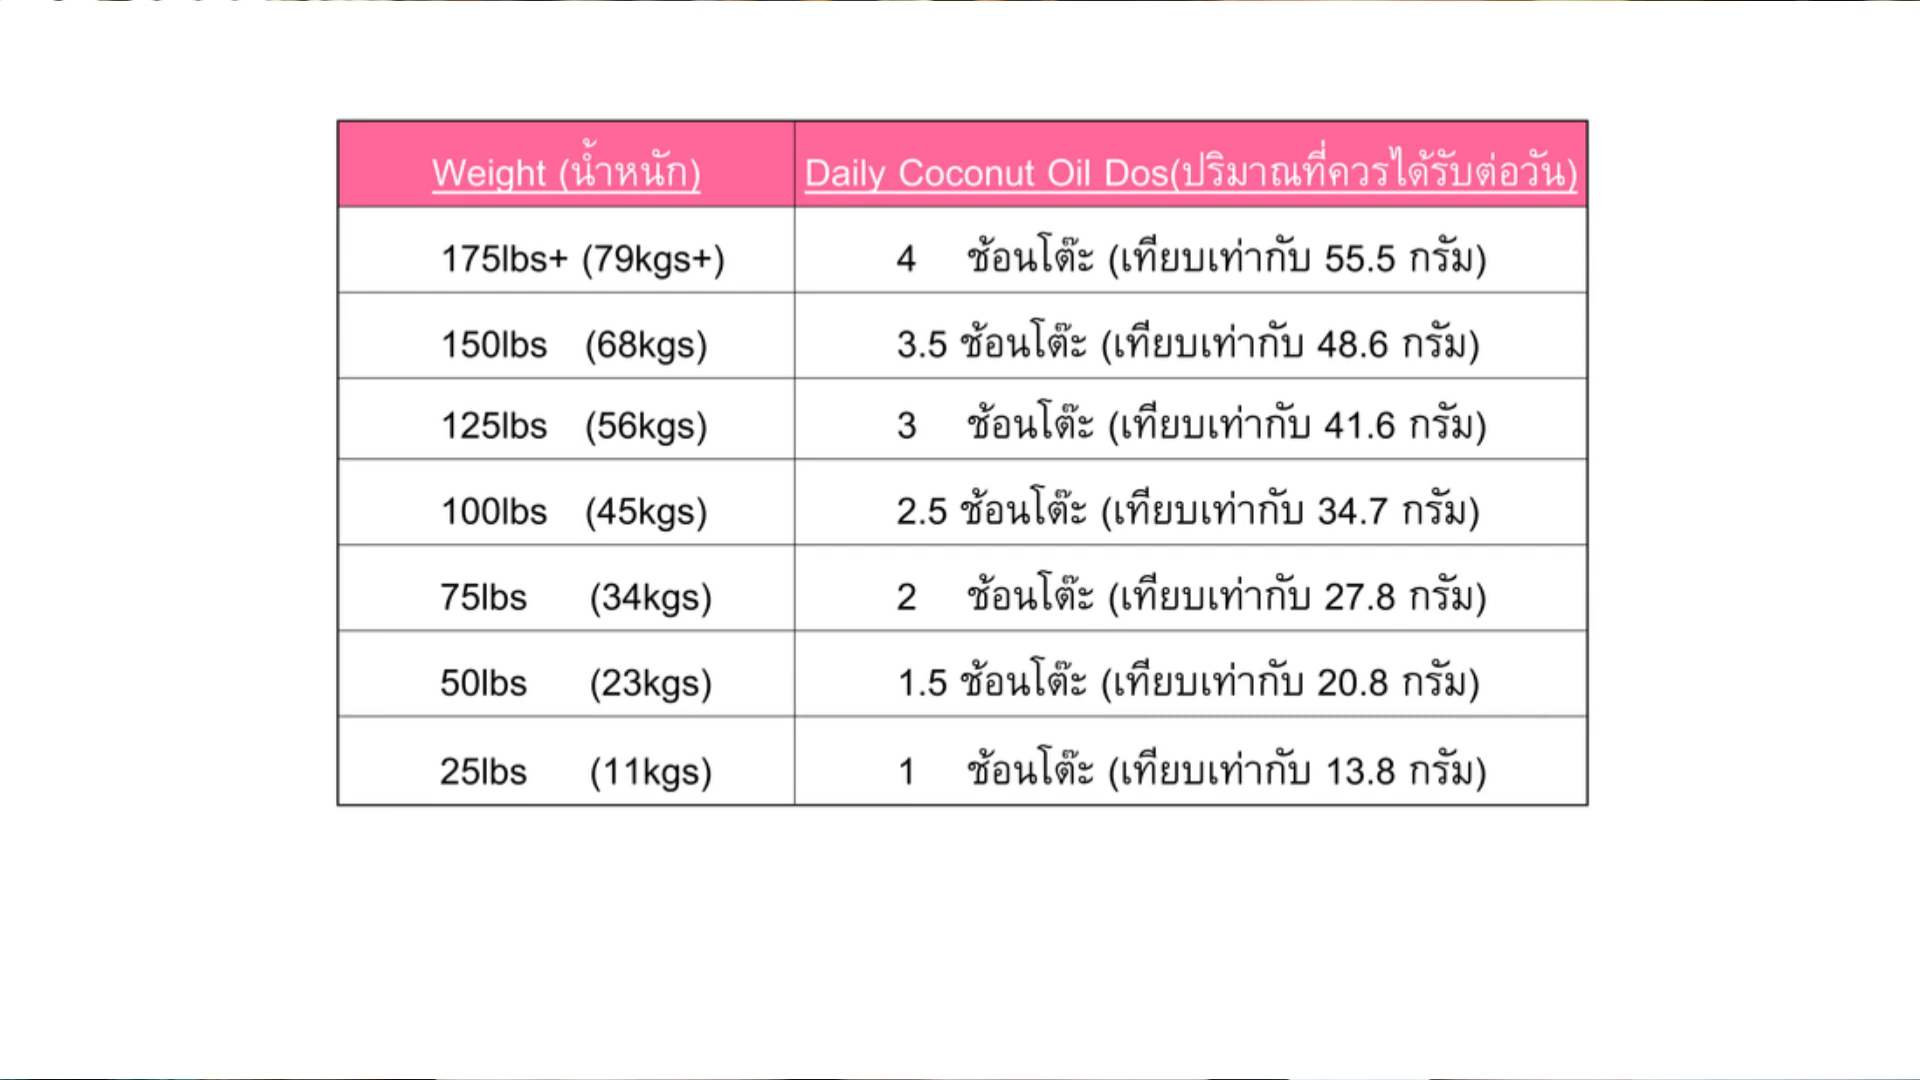 Weight (น้ำหนัก) Daily Coconut Oil Dos(ปริมาณที่ควรได้รับต่อวัน)
175lbs+ (79kgs+) 4 ช้อนโต๊ะ (เทียบเท่ากับ 55.5 กรัม)
150lbs (68kgs) 3.5 ช้อนโต๊ะ (เทียบเท่ากับ 48.6 กรัม)
125lbs (56kgs) 3 ช้อนโต๊ะ (เทียบเท่ากับ 41.6 กรัม)
100lbs (45kgs) 2.5 ช้อนโต๊ะ (เทียบเท่ากับ 34.7 กรัม)
75lbs (34kgs) 2 ช้อนโต๊ะ (เทียบเท่ากับ 27.8 กรัม)
50lbs (23kgs) 1.5 ช้อนโต๊ะ (เทียบเท่ากับ 20.8 กรัม)
25lbs (11kgs) 1 ช้อนโต๊ะ (เทียบเท่ากับ 13.8 กรัม)